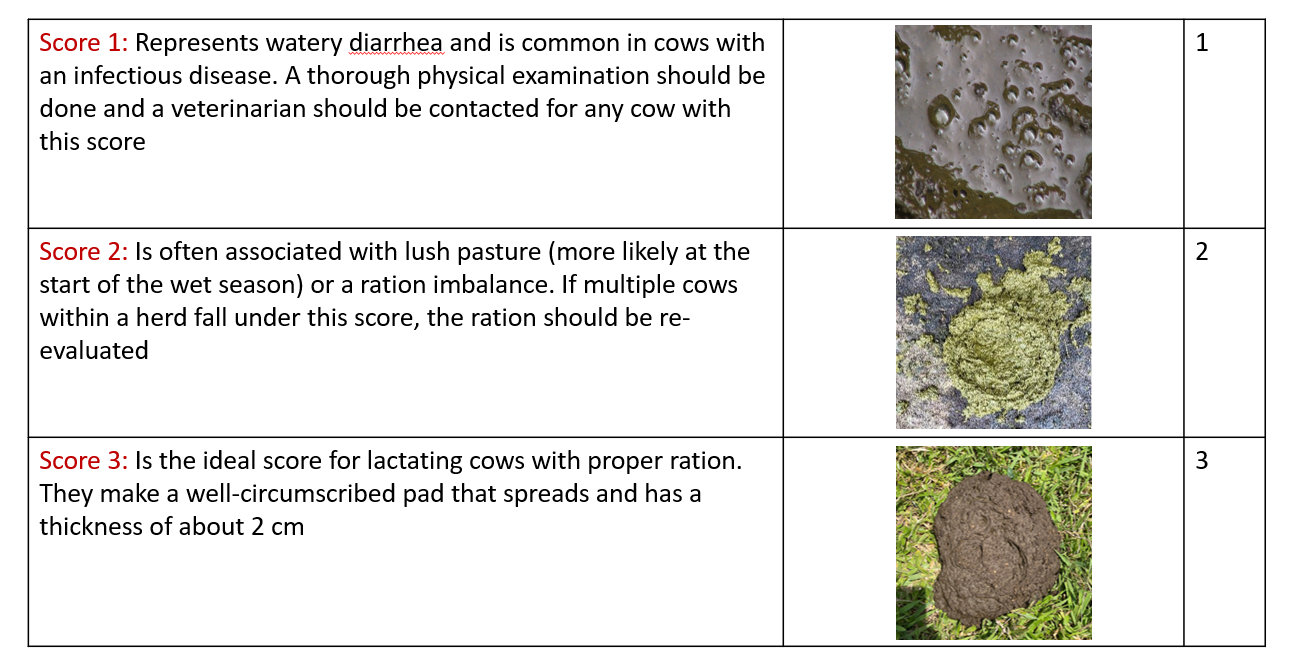 Score 1: Represents watery diarrhea and is common in cows with
an infectious disease. A thorough physical examination should be
done and a veterinarian should be contacted for any cow with
this score
1
Score 2: Is often associated with lush pasture (more likely at the
start of the wet season) or a ration imbalance. If multiple cows
within a herd fall under this score, the ration should be re-
evaluated
2
Score 3: Is the ideal score for lactating cows with proper ration.
They make a well-circumscribed pad that spreads and has a
thickness of about 2 cm
3